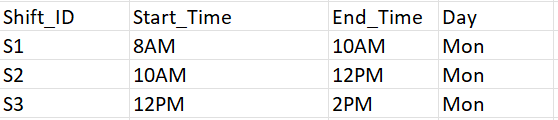 Shift_ID Start_Time End_Time Day
S1 8AM 10AM Mon
S2 10AM 12PM Mon
S3 12PM 2PM Mon